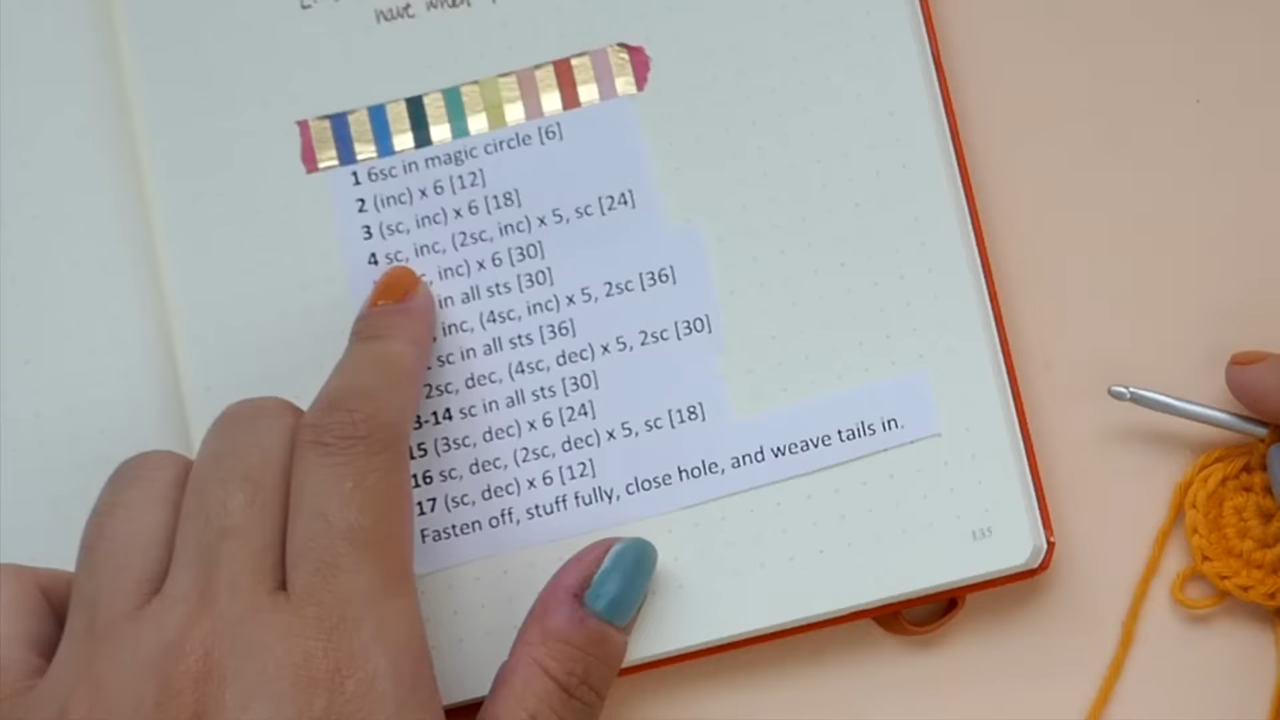 have when
1 6sc in magic circle [6]
2 (inc) x 6 [12]
3 (sc, inc) x 6 [18]
4 sc, inc, (2sc, inc) x 5, sc [24]
inc) x 6 [30]
in all sts [30]
, inc, (4sc, inc) x 5, 2sc [36]
sc in all sts [36]
2sc, dec, (4sc, dec) x 5, 2sc [30]
3-14 sc in all sts [30]
15 (3sc, dec) x 6 [24]
16 sc, dec, (2sc, dec) x 5, sc [18]
17 (sc, dec) x 6 [12]
Fasten off, stuff fully, close hole, and weave tails in.
135